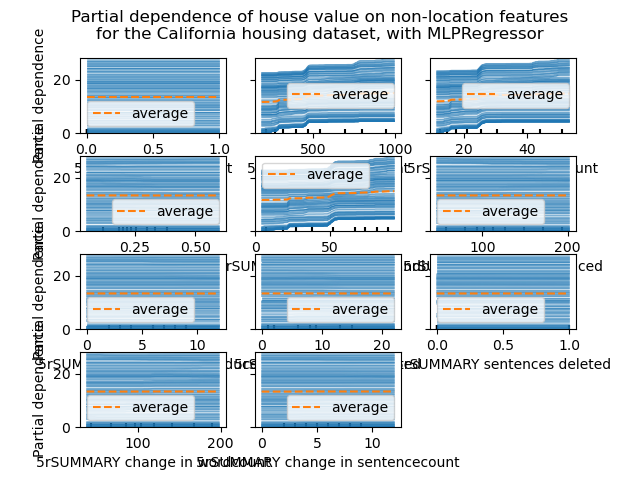 Partial dependence of house value on non-location features
for the California housing dataset, with MLPRegressor
Partial dependence
20
0
average
average
average
0.0 0.5 1.0
500 1000
20 40
Partial dependence
20
0
average
average
average
0.25 0.50
0 50
100 200
Partial dependence
20
0
average
average
average
0 5 10
0 10 20
0.0 0.5 1.0
5rSUMMARY sentences deleted
Partial dependence
20
0
average
average
100 200
0 5 10
5rSUMMARY change in wordcount
5rSUMMARY change in sentencecount